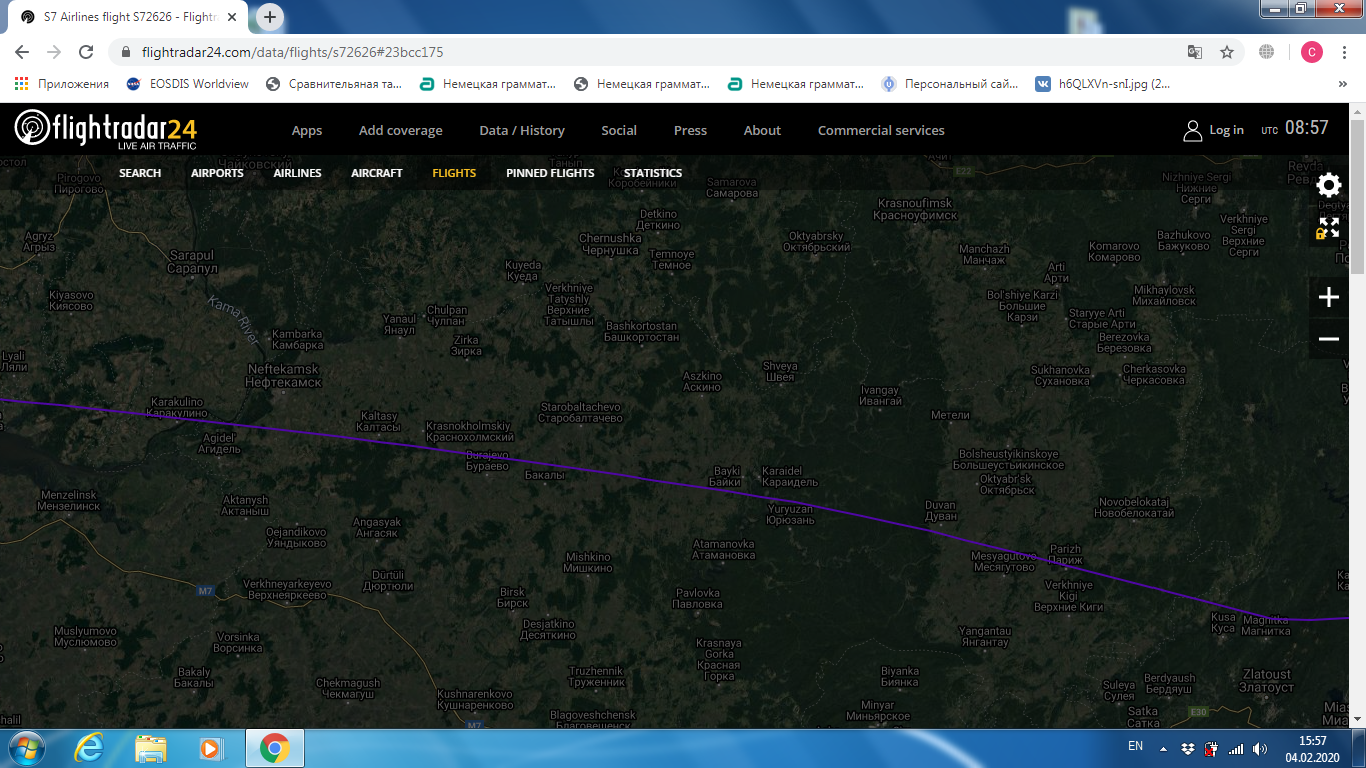 S7 Airlines flight S72626 - Flightr
flightradar24.com/data/flights/s72626#23bcc175
C
Приложения
EOSDIS Worldview
Сравнительная та...
Немецкая граммат...
Немецкая граммат...
Немецкая граммат...
Персональный сай...
h6QLXVn-snI.jpg (2...
»
flightradar24
LIVE AIR TRAFFIC
Apps
Add coverage
Data / History
Social
Press
About
Commercial services
Log in
UTC 08:57
SEARCH
AIRPORTS
AIRLINES
AIRCRAFT
FLIGHTS
PINNED FLIGHTS
STATISTICS
Чайковский
Pirogovo
Пирогово
Коробейники
Samarova
Самарова
E22
Krasnoufimsk
Красноуфимск
Nizhniye Sergi
Нижние
Серги
Detkino
Деткино
Verkhniye
Sergi
Верхние
Серги
Agryz
Агрыз
Chernushka
Чернушка
Oktyabrsky
Октябрьский
Bazhukovo
Бажуково
Sarapul
Сарапул
Temnoye
Темное
Manchazh
Манчаж
Komarovo
Комарово
Kuyeda
Куеда
Arti
Арти
Kiyasovo
Киясово
Verkhniye
Tatyshly
Верхние
Татышлы
Bol'shiye Karzi
Большие
Карзи
Mikhaylovsk
Михайловск
Kama River
Chulpan
Чулпан
Yanaul
Янаул
Staryye Arti
Старые Арти
Bashkortostan
Башкортостан
Kambarka
Камбарка
Zirka
Зирка
Berezovka
Березовка
Lyali
Ляли
Neftekamsk
Нефтекамск
Shveya
Швея
Sukhanovka
Сухановка
Cherkasovka
Черкасовка
Aszkino
Аскино
Ivangay
Ивангай
Karakulino
Каракулино
Starobaltachevo
Старобалтачево
Kaltasy
Калтасы
Метели
Krasnokholmskiy
Краснохолмский
Agidel'
Агидель
Burajevo
Бураево
Bolsheustyikinskoye
Большеустьикинское
Бакалы
Bayki
Байки
Karaidel
Караидель
Oktyabr'sk
Октябрьск
Menzelinsk
Мензелинск
Aktanysh
Актаныш
Yuryuzan
Юрюзань
Duvan
Дуван
Novobelokataj
Новобелокатай
Angasyak
Ангасяк
Oejandikovo
Уяндыково
Atamanovka
Атамановка
Mesyagutovo
Месягутово
Parizh
Париж
Mishkino
Мишкино
Verkhneyarkeyevo
Верхнеяркеево
Dürtüli
Дюртюли
M7
Birsk
Бирск
Pavlovka
Павловка
Verkhniye
Kigi
Верхние Киги
Kusa
Куса
Magnitka
Магнитка
Muslyumovo
Муслюмово
Vorsinka
Ворсинка
Desjatkino
Десяткино
Yangantau
Янгантау
Krasnaya
Gorka
Красная
Горка
Bakaly
Бакалы
Chekmagush
Чекмагуш
Truzhennik
Труженник
Biyanka
Биянка
Zlatoust
Златоуст
Suleya
Сулея
Berdyaush
Бердяуш
Kushnarenkovo
Кушнаренково
Minyar
Миньярское
Satka
Сатка
E30
Blagoveshchensk
Благовещенск
M7
EN
15:57
04.02.2020